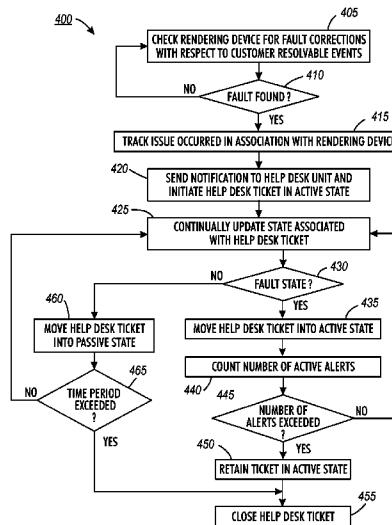 400
405
CHECK RENDERING DEVICE FOR FAULT CORRECTIONS
WITH RESPECT TO CUSTOMER RESOLVABLE EVENTS
410
NO
FAULT FOUND ?
YES
415
TRACK ISSUE OCCURRED IN ASSOCIATION WITH RENDERING DEVICE
420
SEND NOTIFICATION TO HELP DESK UNIT AND
INITIATE HELP DESK TICKET IN ACTIVE STATE
425
CONTINUALLY UPDATE STATE ASSOCIATED
WITH HELP DESK TICKET
NO
430
FAULT STATE ?
460
YES
435
MOVE HELP DESK TICKET
INTO PASSIVE STATE
MOVE HELP DESK TICKET INTO ACTIVE STATE
465
COUNT NUMBER OF ACTIVE ALERTS
440
445
NO
TIME PERIOD
EXCEEDED
?
NUMBER OF
ALERTS EXCEEDED
?
NO
YES
450
YES
RETAIN TICKET IN ACTIVE STATE
455
CLOSE HELP DESK TICKET